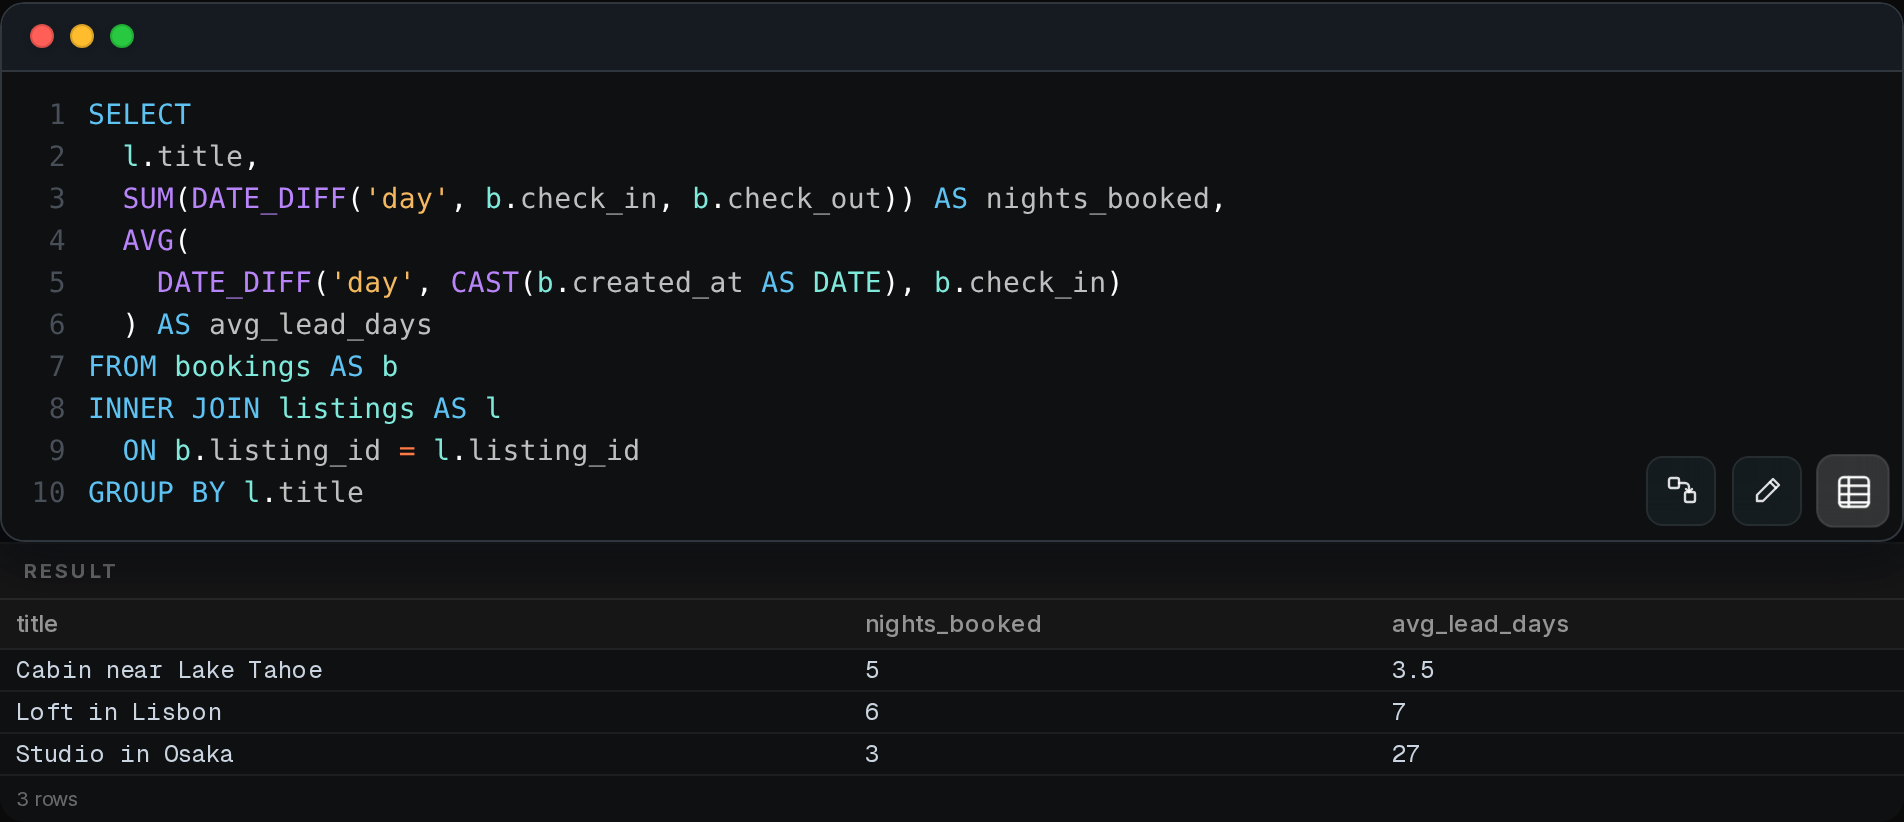 1 SELECT
2   l.title,
3   SUM(DATE_DIFF('day', b.check_in, b.check_out)) AS nights_booked,
4   AVG(
5     DATE_DIFF('day', CAST(b.created_at AS DATE), b.check_in)
6   ) AS avg_lead_days
7 FROM bookings AS b
8 INNER JOIN listings AS l
9   ON b.listing_id = l.listing_id
10 GROUP BY l.title
RESULT
title nights_booked avg_lead_days
Cabin near Lake Tahoe 5 3.5
Loft in Lisbon 6 7
Studio in Osaka 3 27
3 rows